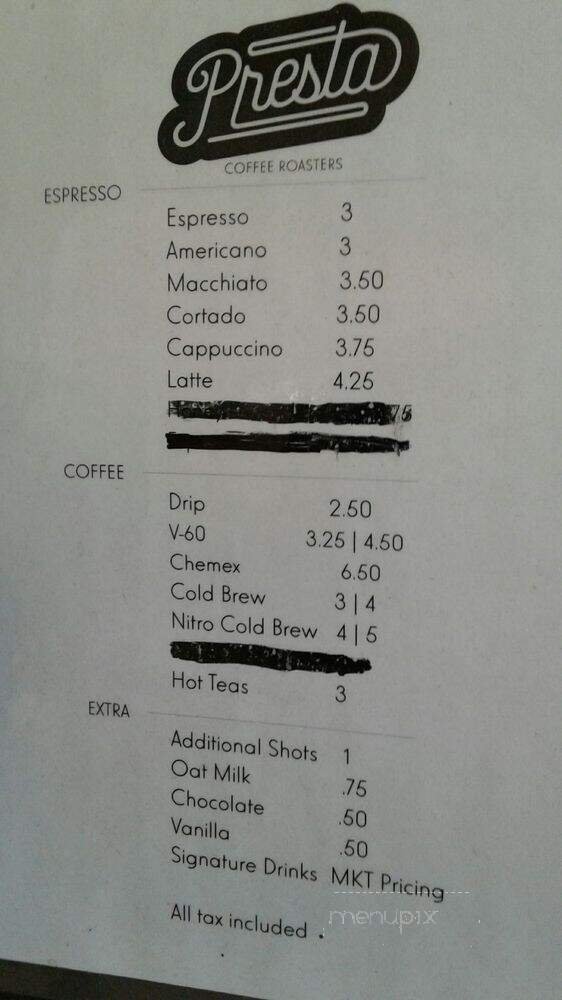 Presta
COFFEE ROASTERS
ESPRESSO
Espresso 3
Americano 3
Macchiato 3.50
Cortado 3.50
Cappuccino 3.75
Latte 4.25
COFFEE
Drip 2.50
V-60 3.25 | 4.50
Chemex 6.50
Cold Brew 3 | 4
Nitro Cold Brew 4 | 5
Hot Teas 3
EXTRA
Additional Shots 1
Oat Milk .75
Chocolate .50
Vanilla .50
Signature Drinks MKT Pricing
All tax included .
menupix